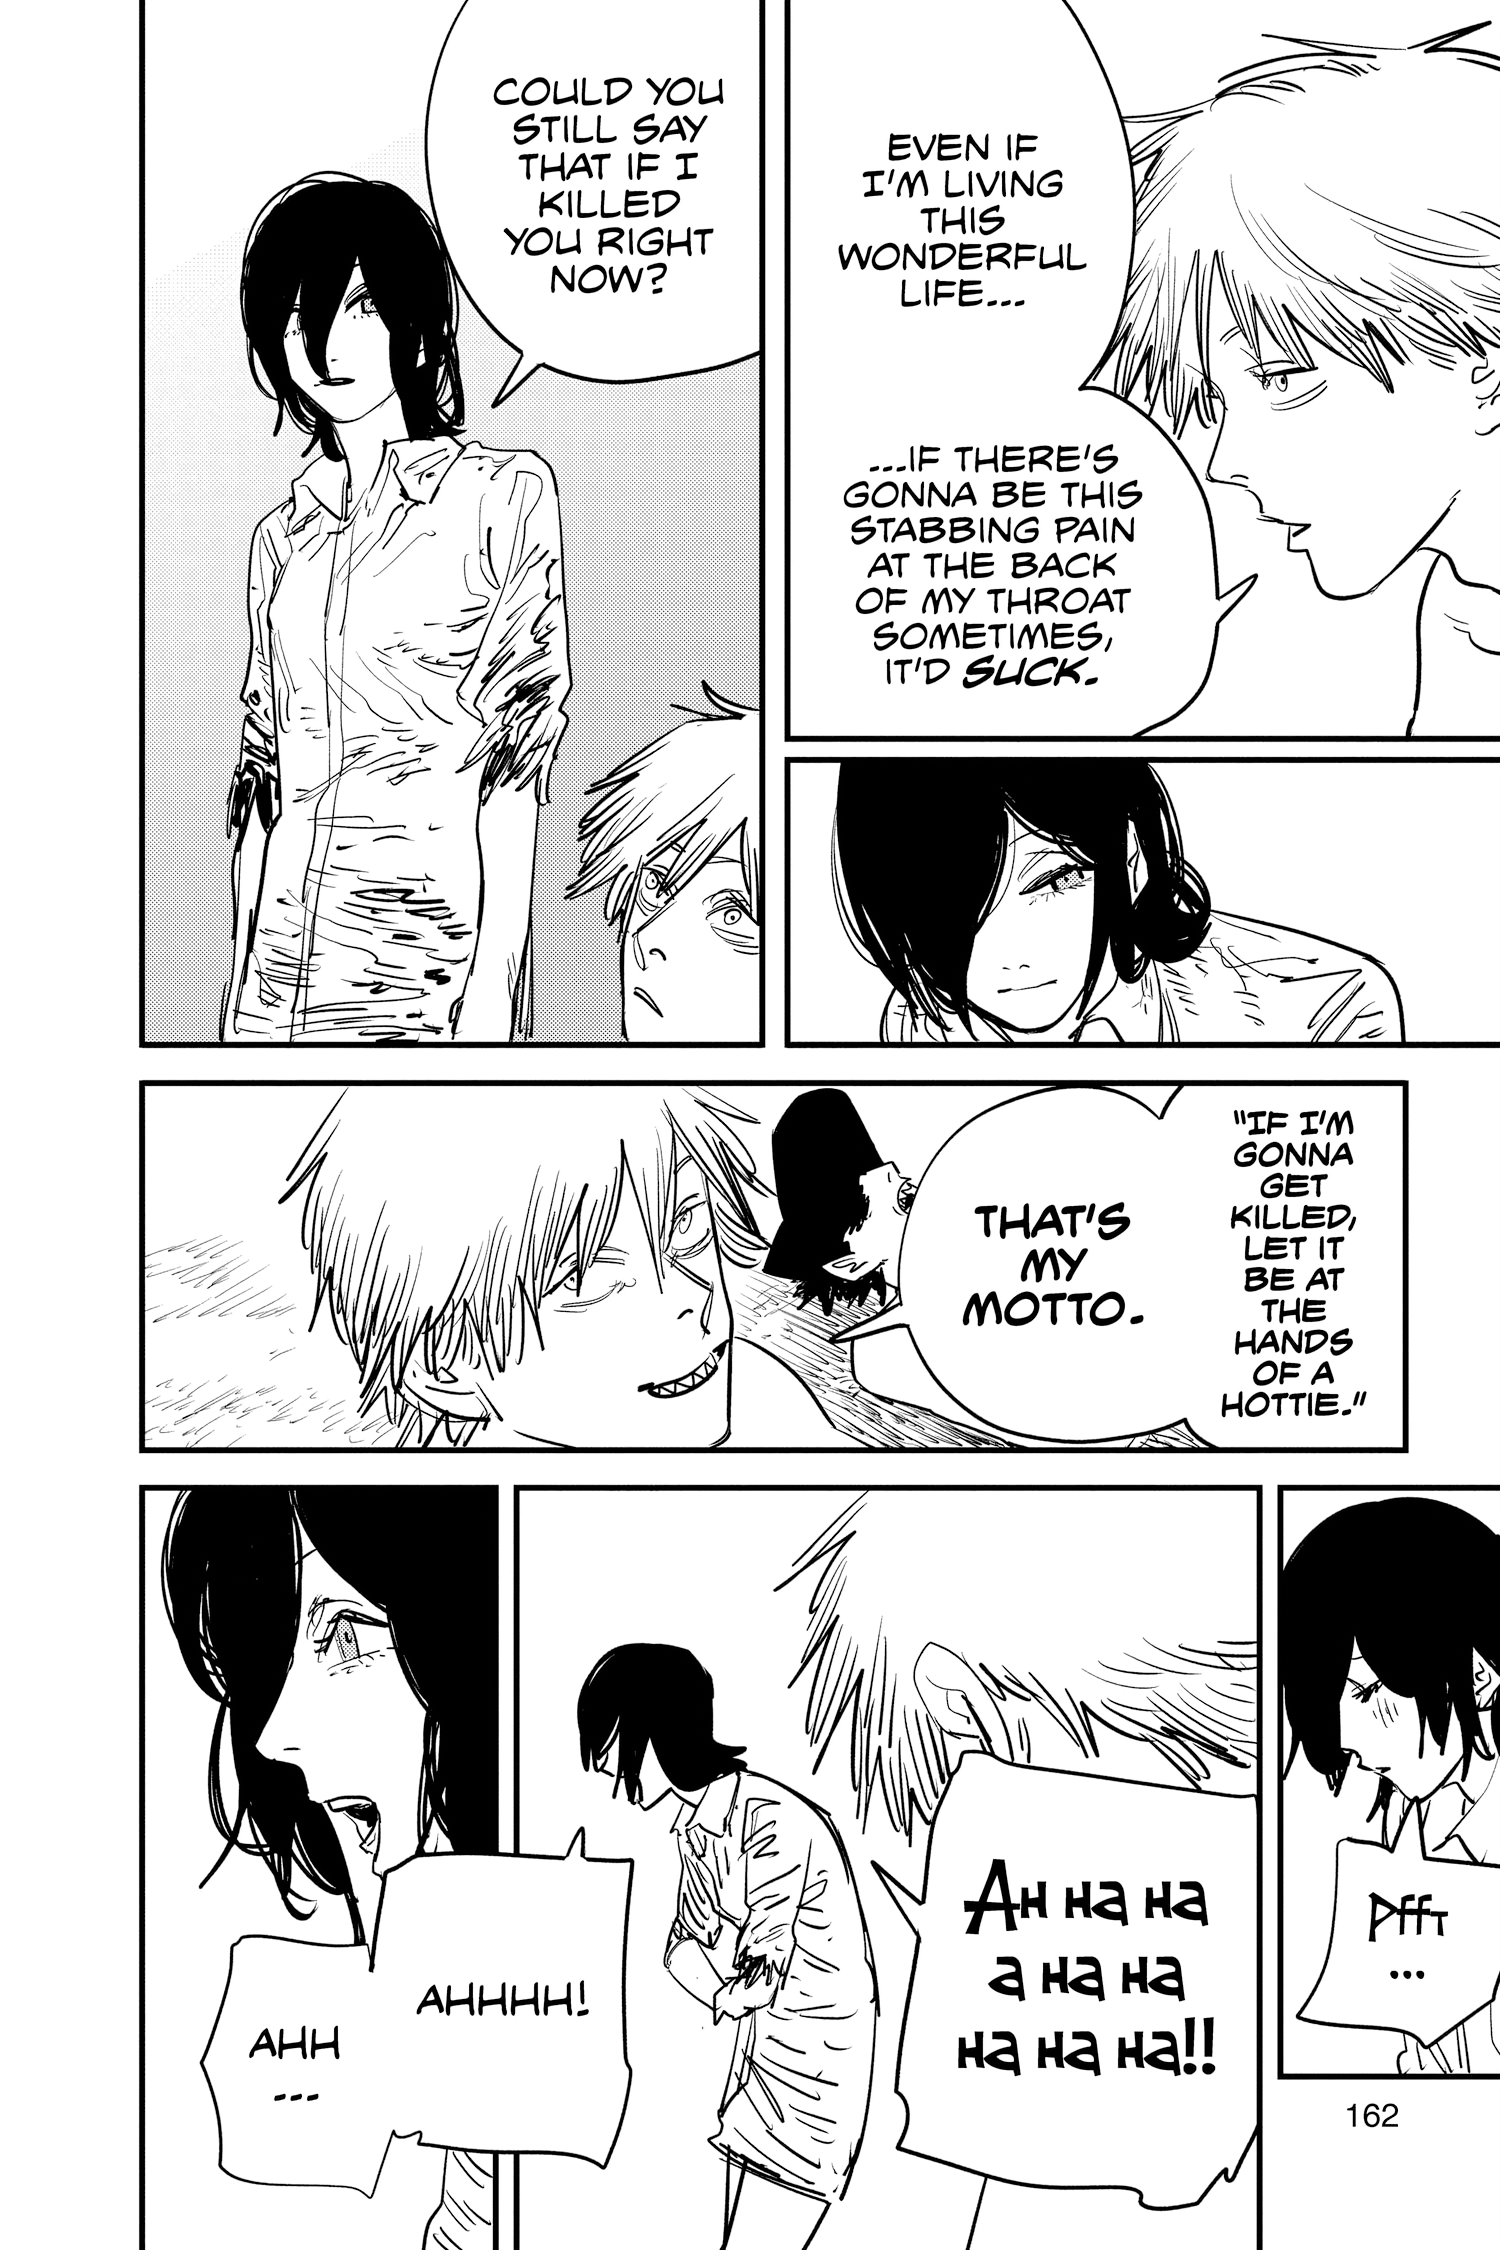 EVEN IF
I'M LIVING
THIS
WONDERFUL
LIFE...
...IF THERE'S
GONNA BE THIS
STABBING PAIN
AT THE BACK
OF MY THROAT
SOMETIMES,
IT'D SUCK.
COULD YOU
STILL SAY
THAT IF I
KILLED
YOU RIGHT
NOW?
"IF I'M
GONNA
GET
KILLED,
LET IT
BE AT
THE
HANDS
OF A
HOTTIE."
THAT'S
MY
MOTTO.
PFFT
...
AH HA HA
A HA HA
HA HA HA!!
AHHHH!
AHH
...
162